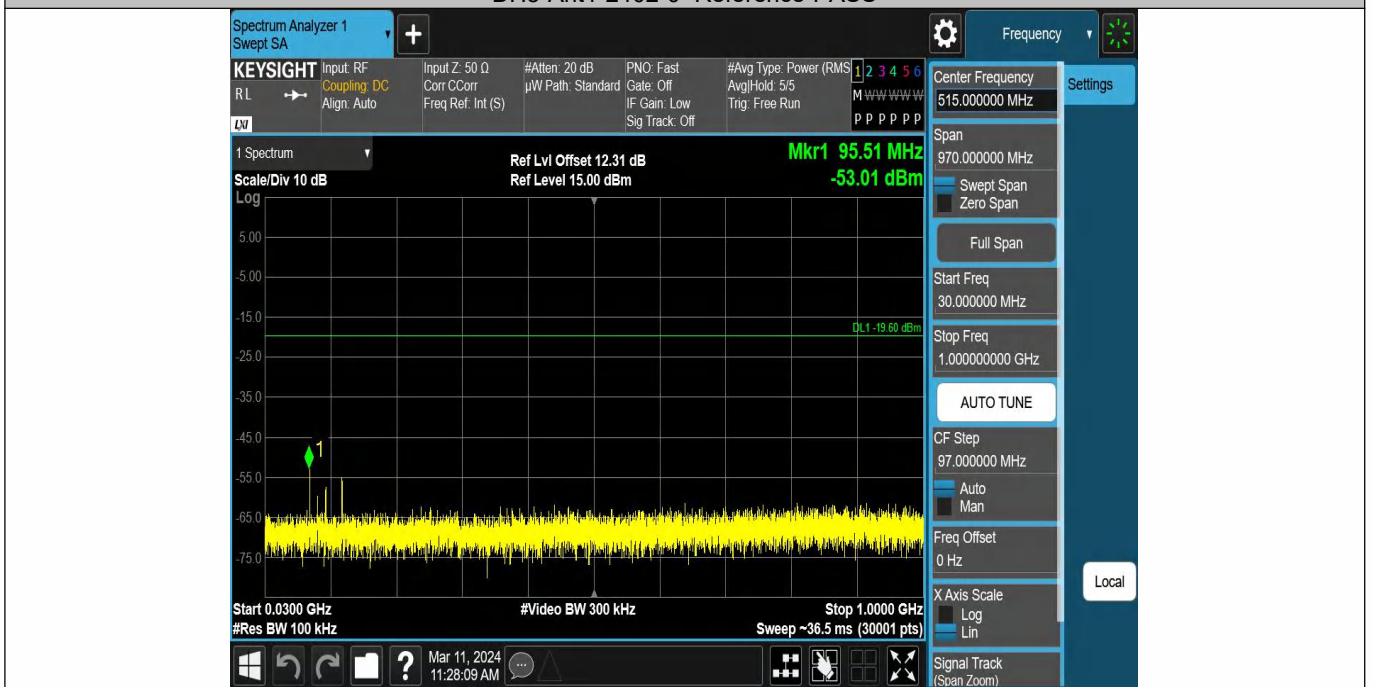 Spectrum Analyzer 1
Swept SA
+
Frequency
KEYSIGHT
RL
LXI
Input: RF
Coupling: DC
Align: Auto
Input Z: 50 Ω
Corr CCorr
Freq Ref: Int (S)
#Atten: 20 dB
µW Path: Standard
PNO: Fast
Gate: Off
IF Gain: Low
Sig Track: Off
#Avg Type: Power (RMS
Avg|Hold: 5/5
Trig: Free Run
1 2 3 4 5 6
M W W W W W
P P P P P P
1 Spectrum
Scale/Div 10 dB
Ref Lvl Offset 12.31 dB
Ref Level 15.00 dBm
Mkr1 95.51 MHz
-53.01 dBm
Log
5.00
-5.00
-15.0
DL1 -19.60 dBm
-25.0
-35.0
-45.0
1
-55.0
-65.0
-75.0
Start 0.0300 GHz
#Res BW 100 kHz
#Video BW 300 kHz
Stop 1.0000 GHz
Sweep ~36.5 ms (30001 pts)
?
Mar 11, 2024
11:28:09 AM
Center Frequency
515.000000 MHz
Settings
Span
970.000000 MHz
Swept Span
Zero Span
Full Span
Start Freq
30.000000 MHz
Stop Freq
1.000000000 GHz
AUTO TUNE
CF Step
97.000000 MHz
Auto
Man
Freq Offset
0 Hz
X Axis Scale
Log
Lin
Local
Signal Track
(Span Zoom)